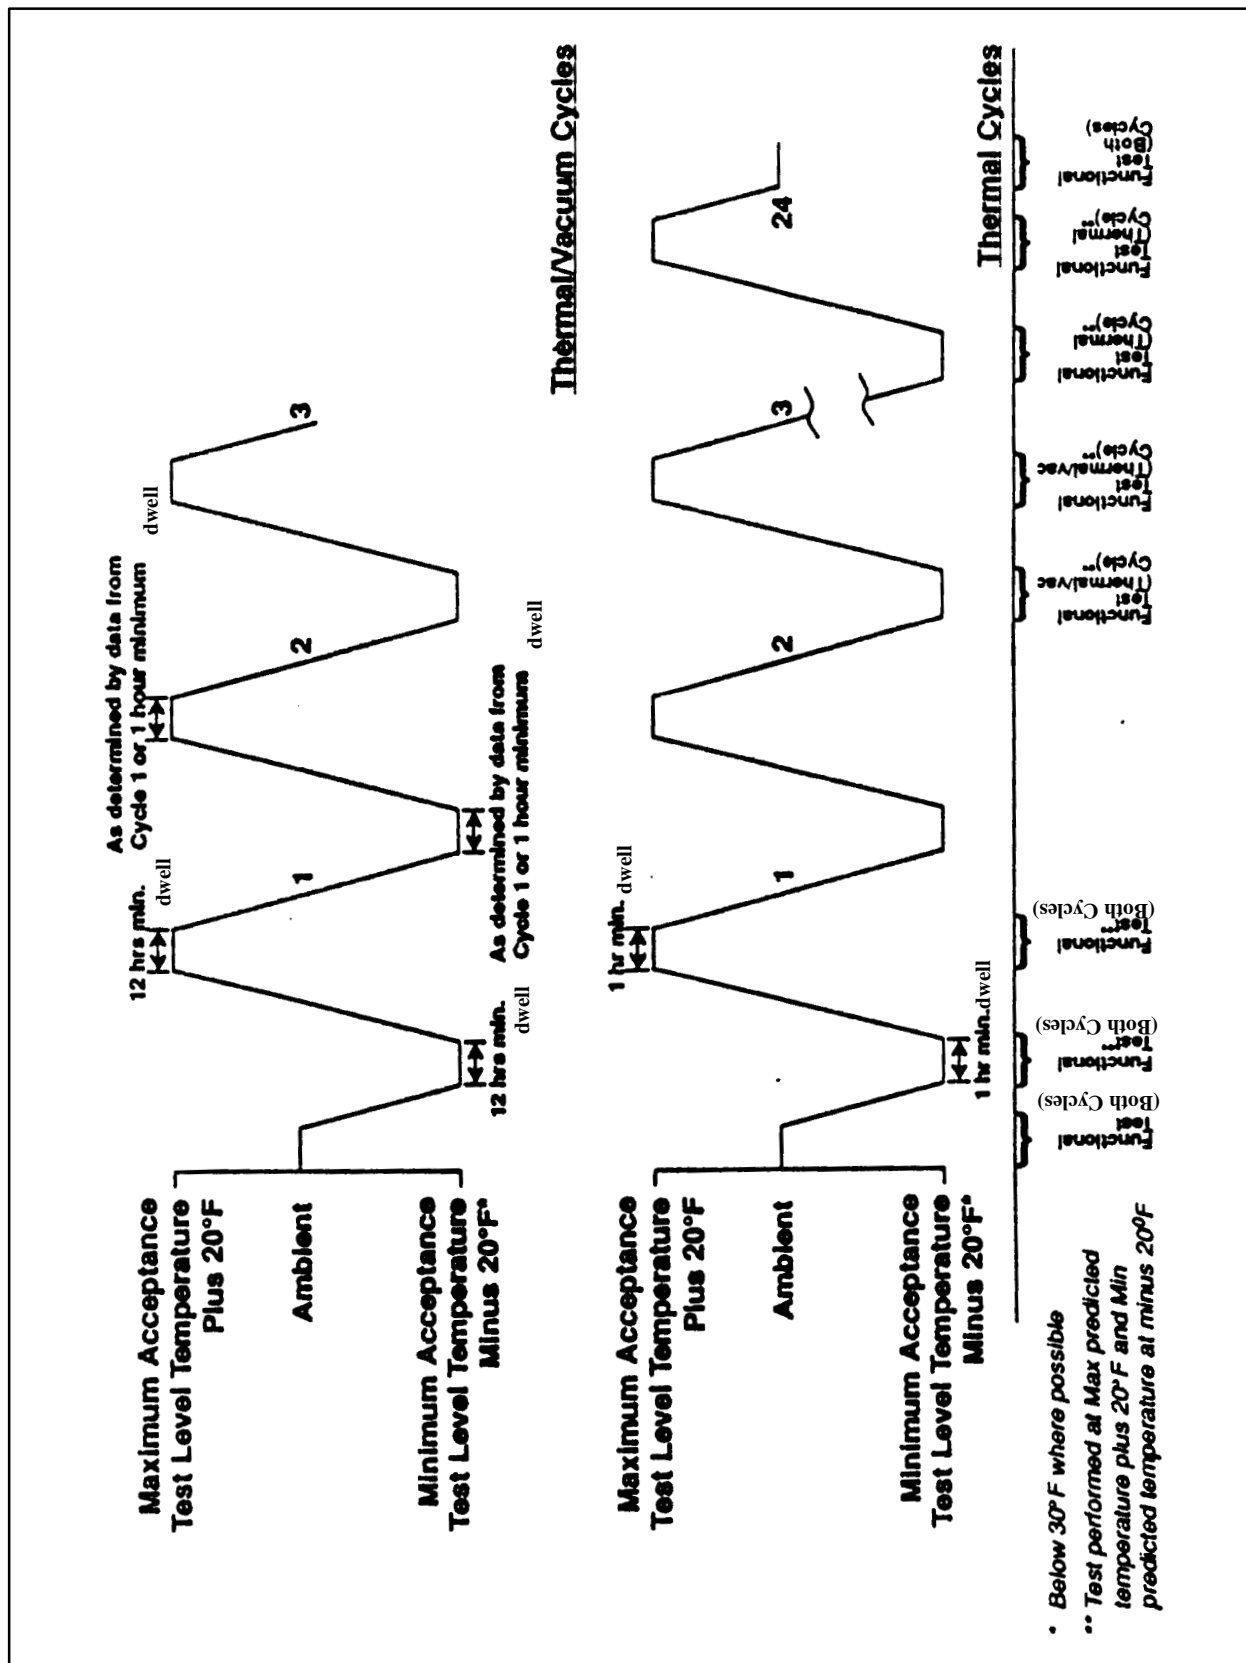 Maximum Acceptance
Test Level Temperature
Plus 20°F
Ambient
Minimum Acceptance
Test Level Temperature
Minus 20°F*
12 hrs min.
dwell
12 hrs min.
dwell
As determined by data from
Cycle 1 or 1 hour minimum
As determined by data from
Cycle 1 or 1 hour minimum
dwell
dwell
1
2
3
Thermal/Vacuum Cycles
Maximum Acceptance
Test Level Temperature
Plus 20°F
Ambient
Minimum Acceptance
Test Level Temperature
Minus 20°F*
1 hr min.
dwell
1 hr min.
dwell
1
2
3
24
Thermal Cycles
Functional
Test
(Both Cycles)
Functional
Test**
(Both Cycles)
Functional
Test**
(Both Cycles)
Functional
Test
(Thermal/vac
Cycle)**
Functional
Test
(Thermal/vac
Cycle)**
Functional
Test
(Thermal
Cycle)**
Functional
Test
(Thermal
Cycle)**
Functional
Test
(Both
Cycles)
* Below 30°F where possible
** Test performed at Max predicted
temperature plus 20°F and Min
predicted temperature at minus 20°F